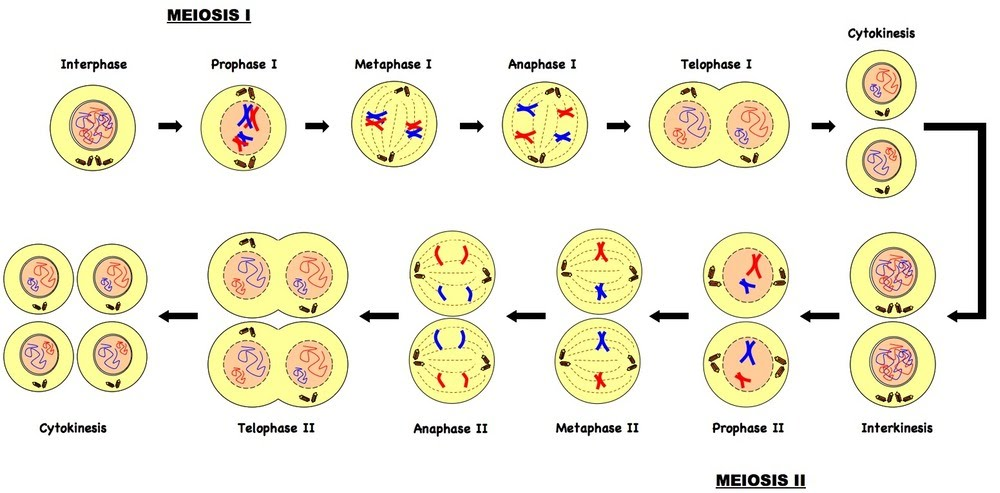 MEIOSIS I
Interphase
Prophase I
Metaphase I
Anaphase I
Telophase I
Cytokinesis
Cytokinesis
Telophase II
Anaphase II
Metaphase II
Prophase II
Interkinesis
MEIOSIS II